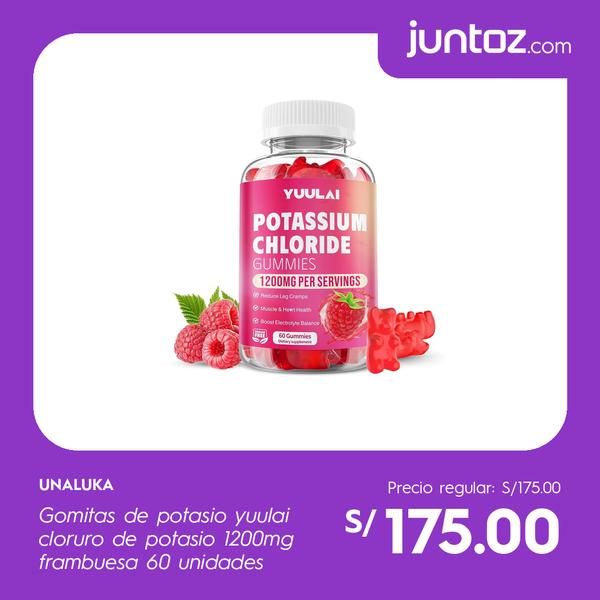 juntoz.com
YUULAI
POTASSIUM
CHLORIDE
GUMMIES
1200MG PER SERVINGS
Reduce Leg Cramps
Muscle & Heart Health
Boost Electrolyte Balance
60 Gummies
Dietary supplement
UNALUKA
Precio regular: S/175.00
Gomitas de potasio yuulai
cloruro de potasio 1200mg
frambuesa 60 unidades
S/ 175.00